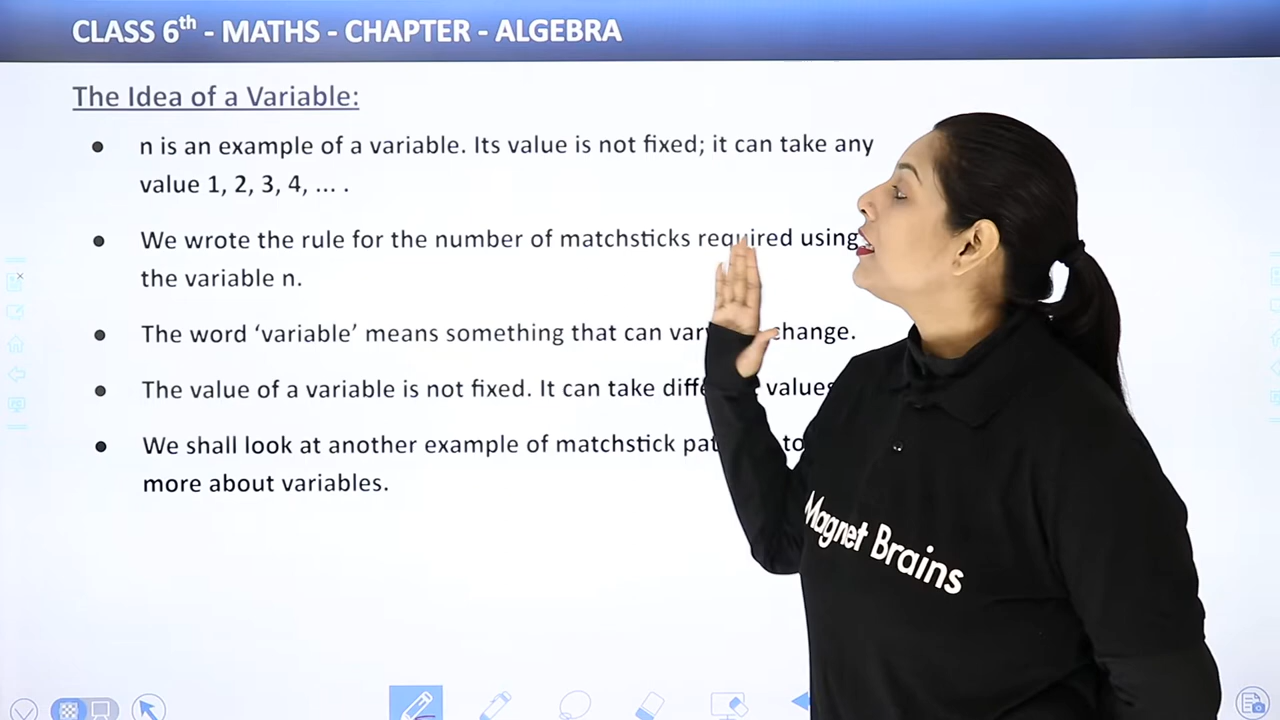 CLASS 6th - MATHS - CHAPTER - ALGEBRA
The Idea of a Variable:
n is an example of a variable. Its value is not fixed; it can take any
value 1, 2, 3, 4, ... .
We wrote the rule for the number of matchsticks required using
the variable n.
The word ‘variable’ means something that can vary change.
The value of a variable is not fixed. It can take values
We shall look at another example of matchstick to
more about variables.
Magnet Brains